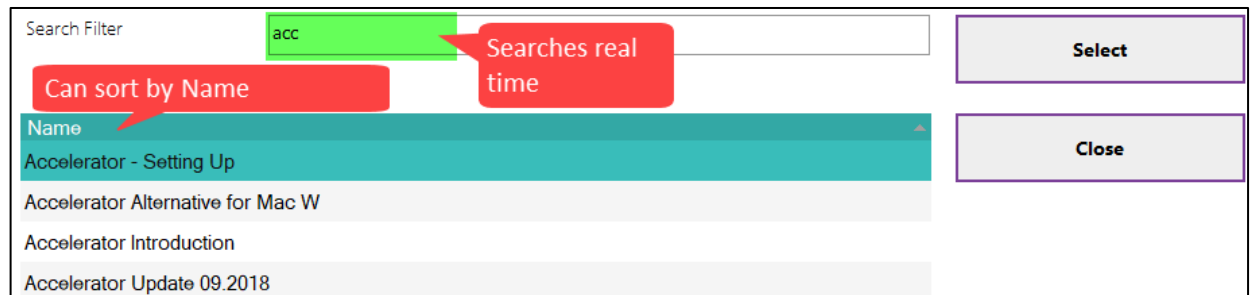 Search Filter
acc
Searches real
time
Select
Can sort by Name
Name
Close
Accelerator - Setting Up
Accelerator Alternative for Mac W
Accelerator Introduction
Accelerator Update 09.2018